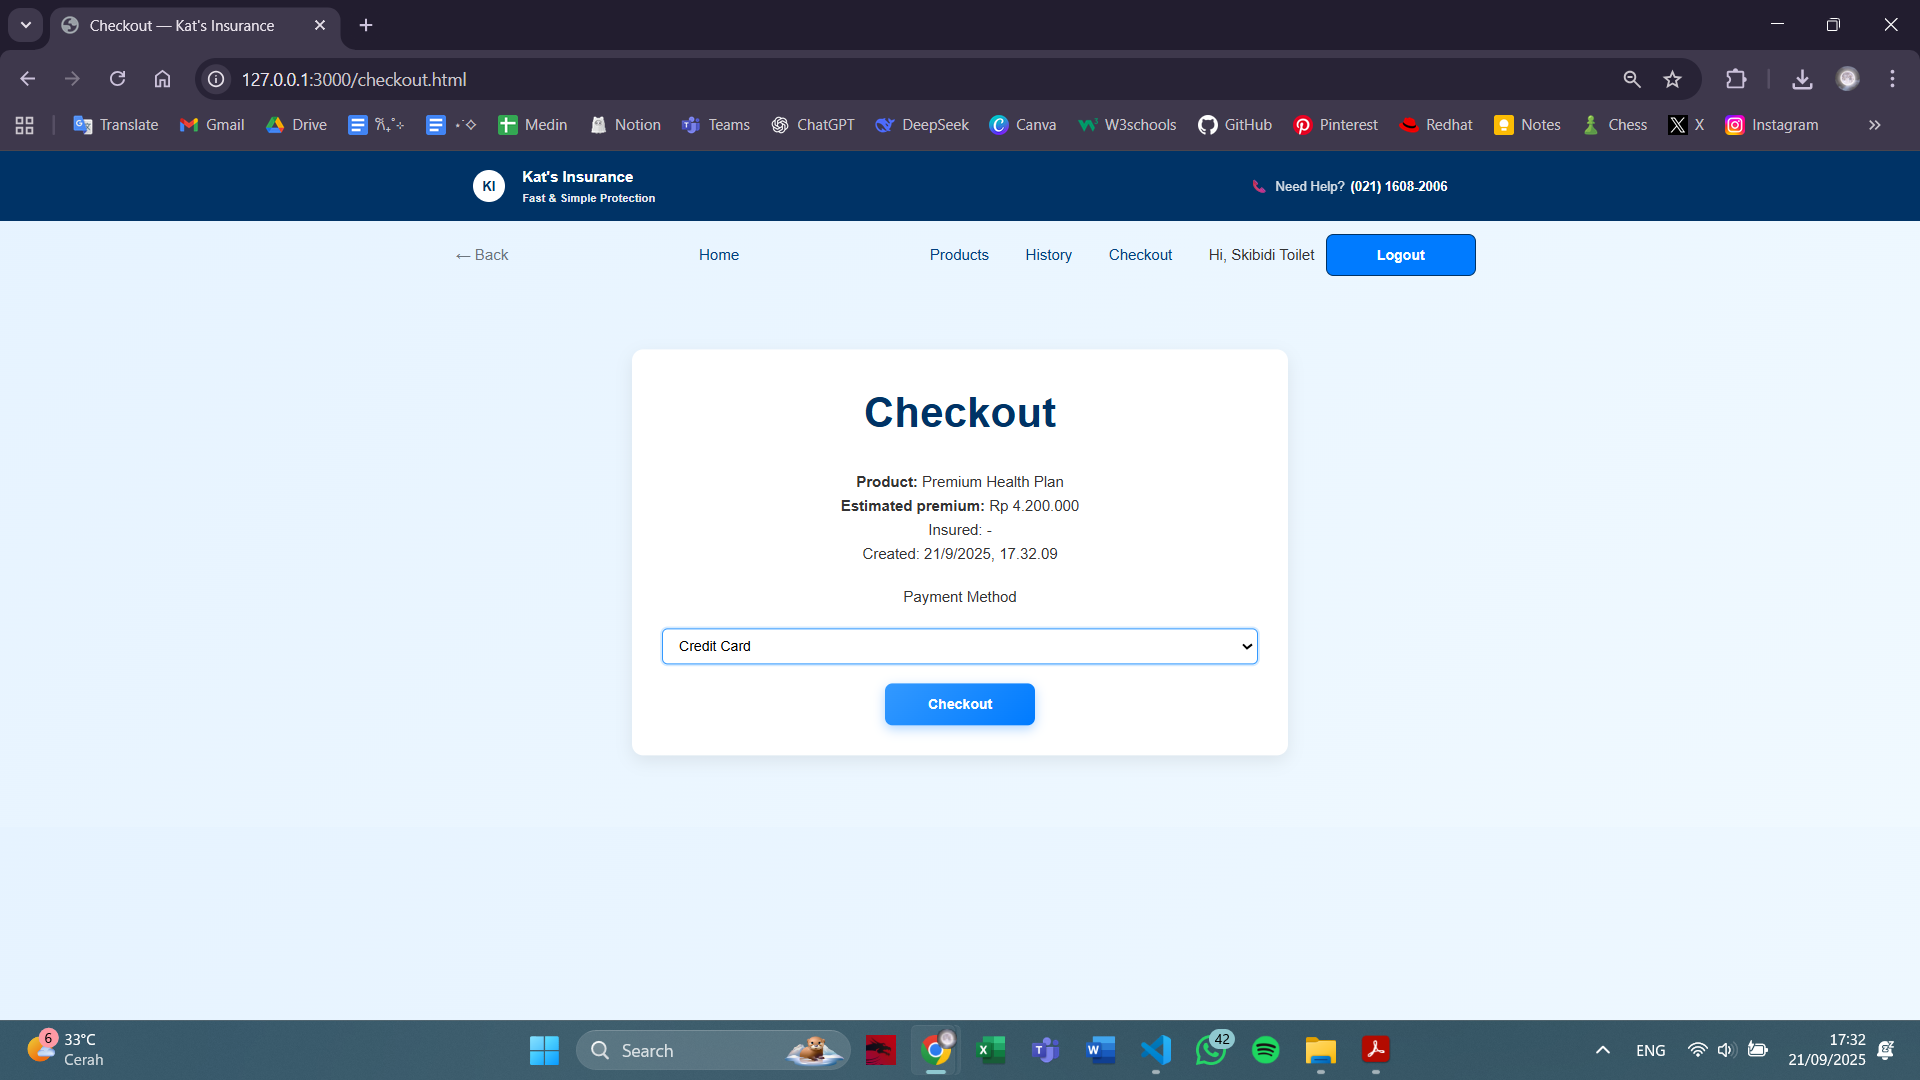 Checkout — Kat's Insurance
127.0.0.1:3000/checkout.html
Translate Gmail Drive Medin Notion Teams ChatGPT DeepSeek Canva W3schools GitHub Pinterest Redhat Notes Chess X Instagram
KI
Kat's Insurance
Fast & Simple Protection
Need Help? (021) 1608-2006
← Back Home Products History Checkout Hi, Skibidi Toilet Logout
Checkout
Product: Premium Health Plan
Estimated premium: Rp 4.200.000
Insured: -
Created: 21/9/2025, 17.32.09
Payment Method
Credit Card
Checkout
6
33°C
Cerah
Search
42
ENG
17:32
21/09/2025